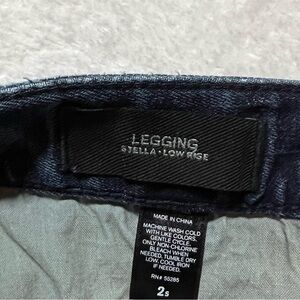 LEGGING
STELLA · LOW RISE
MADE IN CHINA
MACHINE WASH COLD
WITH LIKE COLORS,
GENTLE CYCLE.
ONLY NON-CHLORINE
BLEACH WHEN
NEEDED. TUMBLE DRY
LOW, COOL IRON
IF NEEDED.
RN# 55285
2S